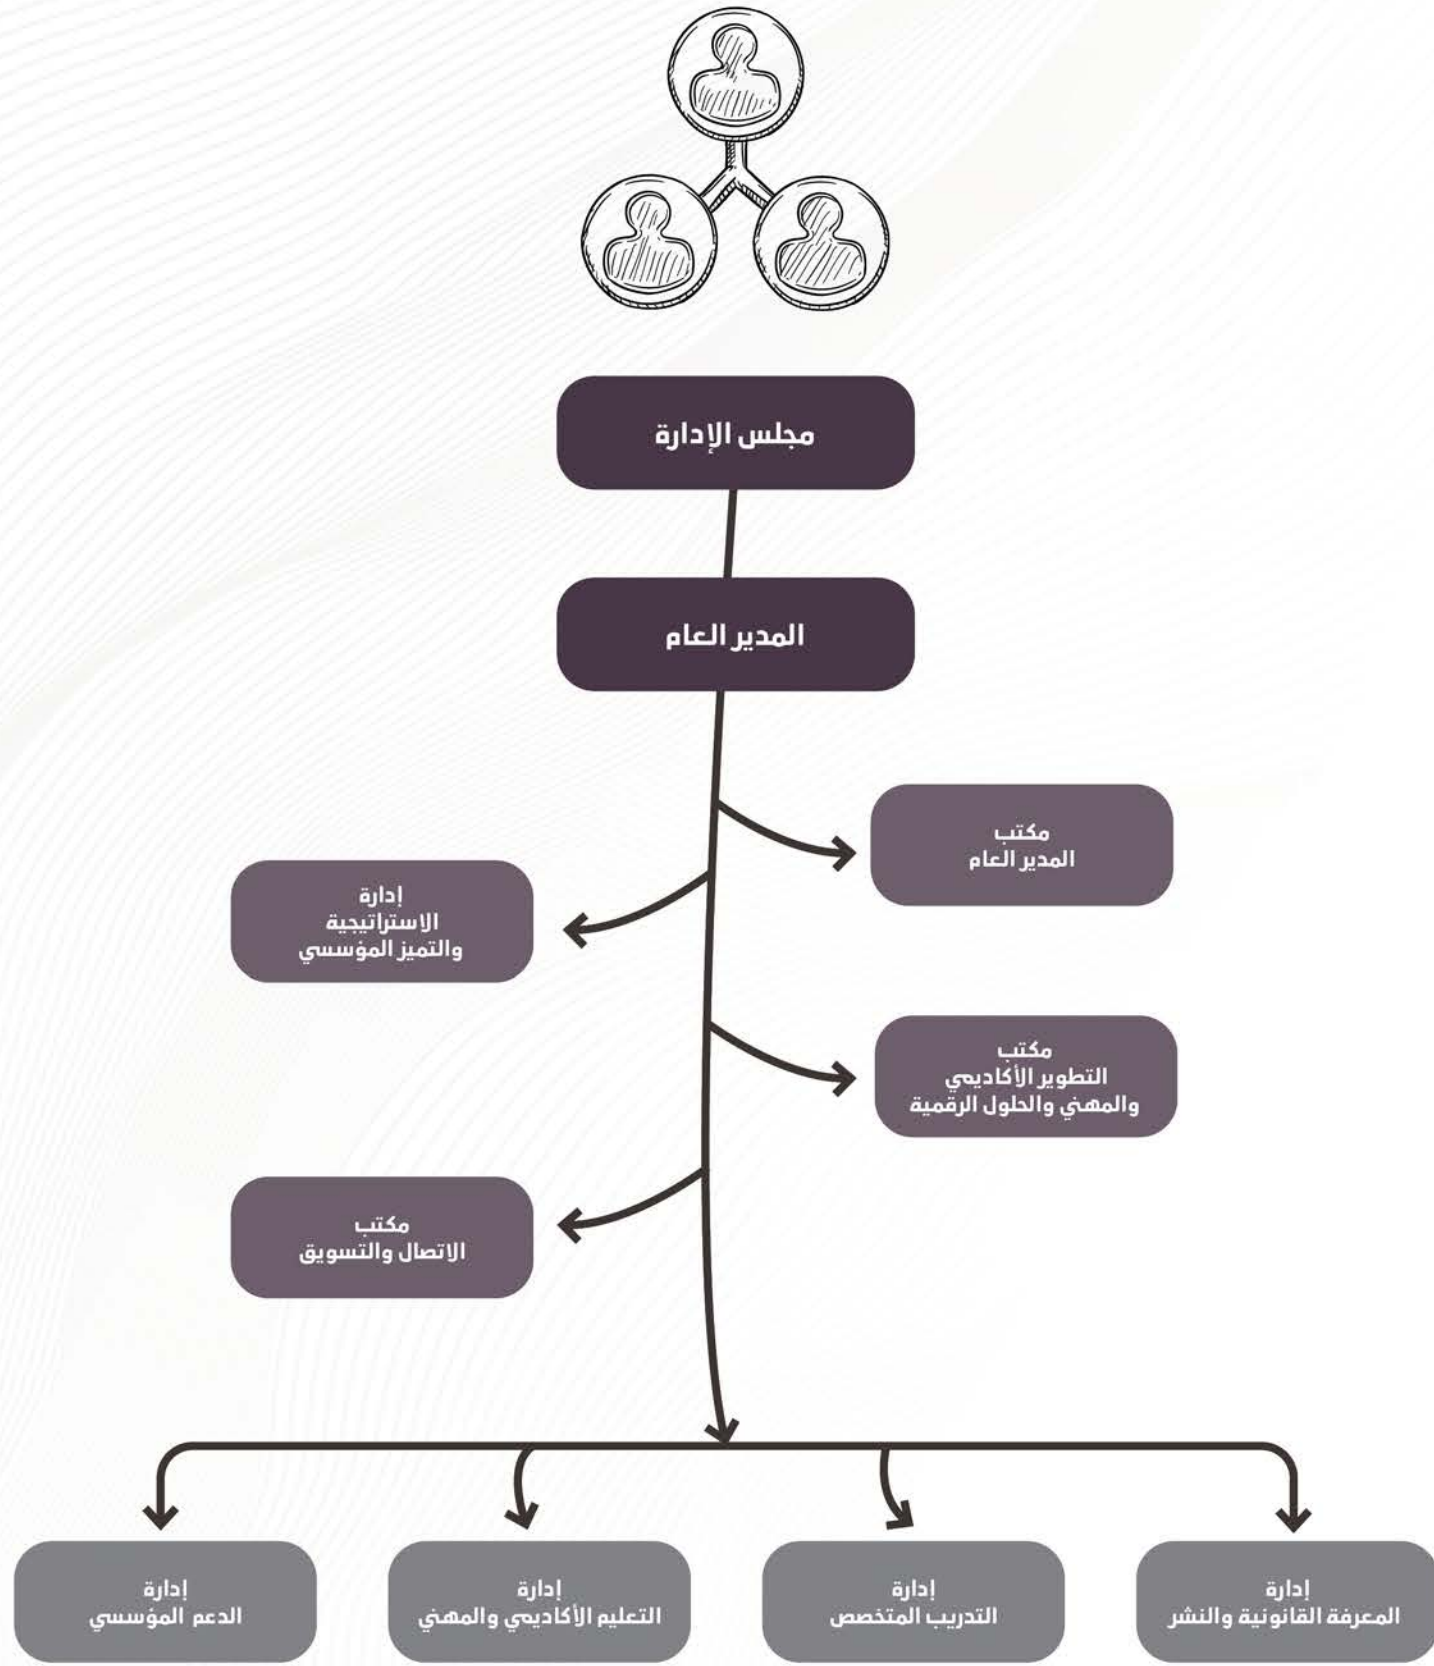 مجلس الإدارة
المدير العام
مكتب
المدير العام
إدارة
الاستراتيجية
والتميز المؤسسي
مكتب
التطوير الأكاديمي
والمهني والحلول الرقمية
مكتب
الاتصال والتسويق
إدارة
المعرفة القانونية والنشر
إدارة
التدريب المتخصص
إدارة
التعليم الأكاديمي والمهني
إدارة
الدعم المؤسسي